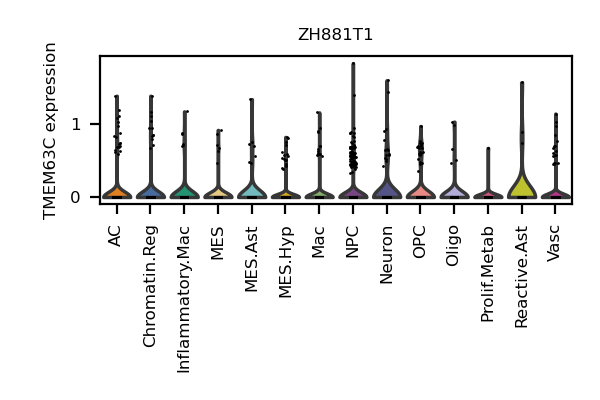 ZH881T1
TMEM63C expression
1
0
AC
Chromatin.Reg
Inflammatory.Mac
MES
MES.Ast
MES.Hyp
Mac
NPC
Neuron
OPC
Oligo
Prolif.Metab
Reactive.Ast
Vasc